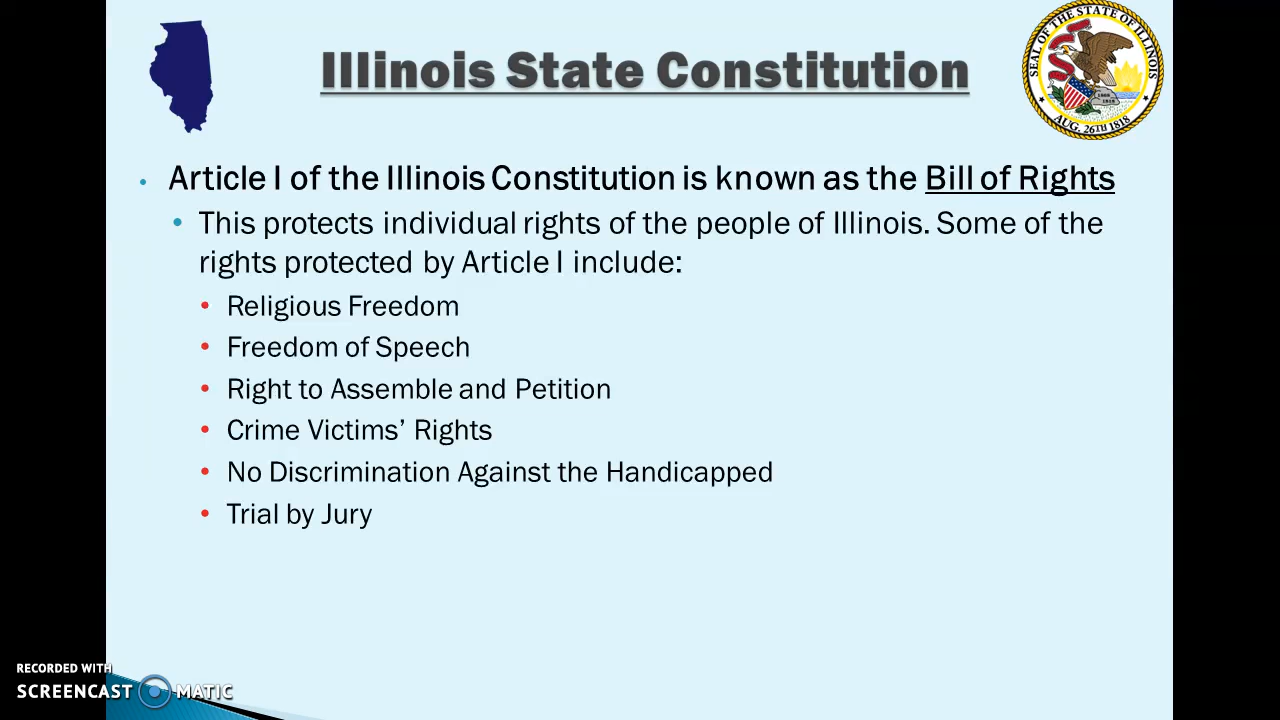 Illinois State Constitution
SEAL OF THE STATE OF ILLINOIS
AUG. 26TH 1818
• Article I of the Illinois Constitution is known as the Bill of Rights
• This protects individual rights of the people of Illinois. Some of the
rights protected by Article I include:
• Religious Freedom
• Freedom of Speech
• Right to Assemble and Petition
• Crime Victims’ Rights
• No Discrimination Against the Handicapped
• Trial by Jury
RECORDED WITH
SCREENCAST MATIC